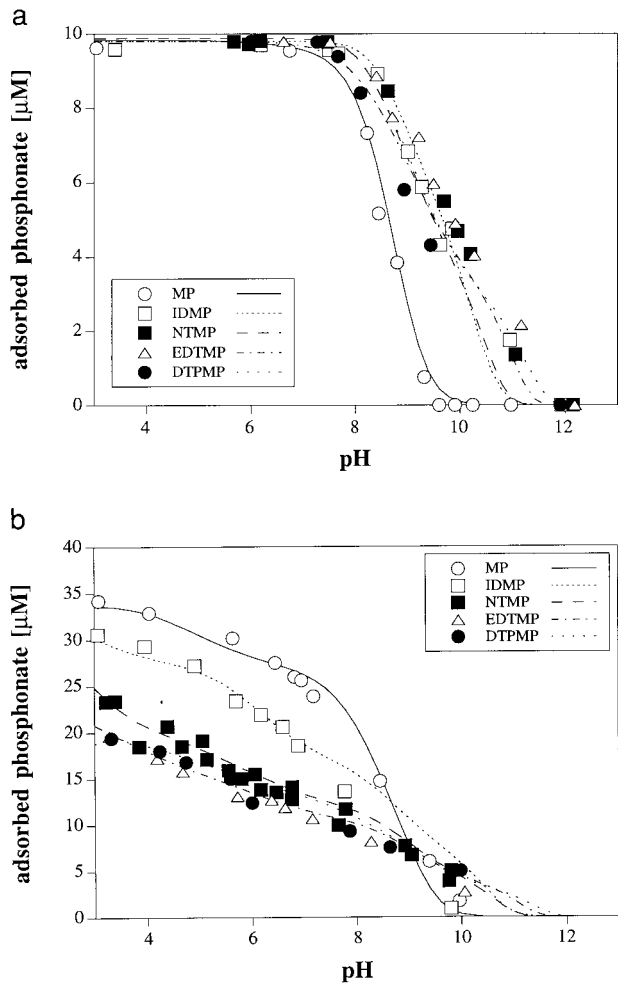 a
10
8
6
4
2
0
adsorbed phosphonate [µM]
MP
IDMP
NTMP
EDTMP
DTPMP
4 6 8 10 12
pH
b
40
35
30
25
20
15
10
5
0
adsorbed phosphonate [µM]
MP
IDMP
NTMP
EDTMP
DTPMP
4 6 8 10 12
pH